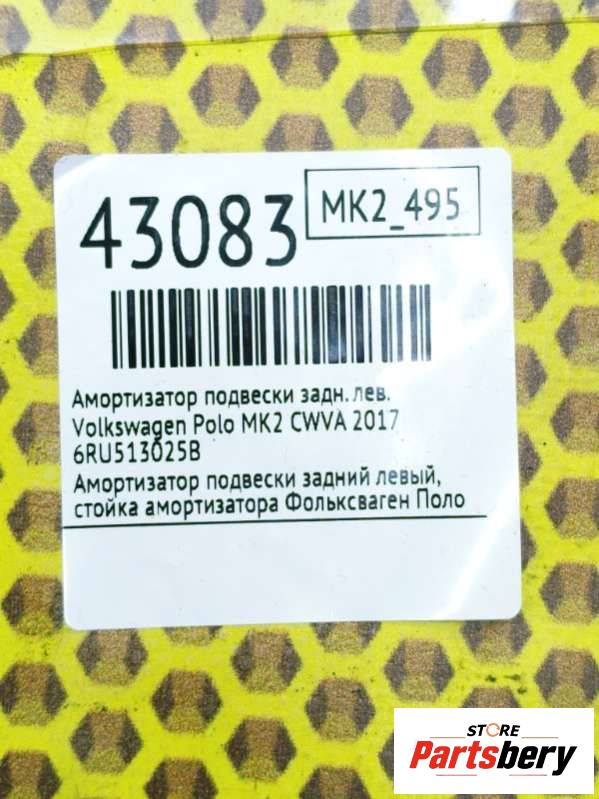 43083
MK2_495
Амортизатор подвески задн. лев.
Volkswagen Polo MK2 CWVA 2017
6RU513025B
Амортизатор подвески задний левый,
стойка амортизатора Фольксваген Поло
STORE
Partsbery